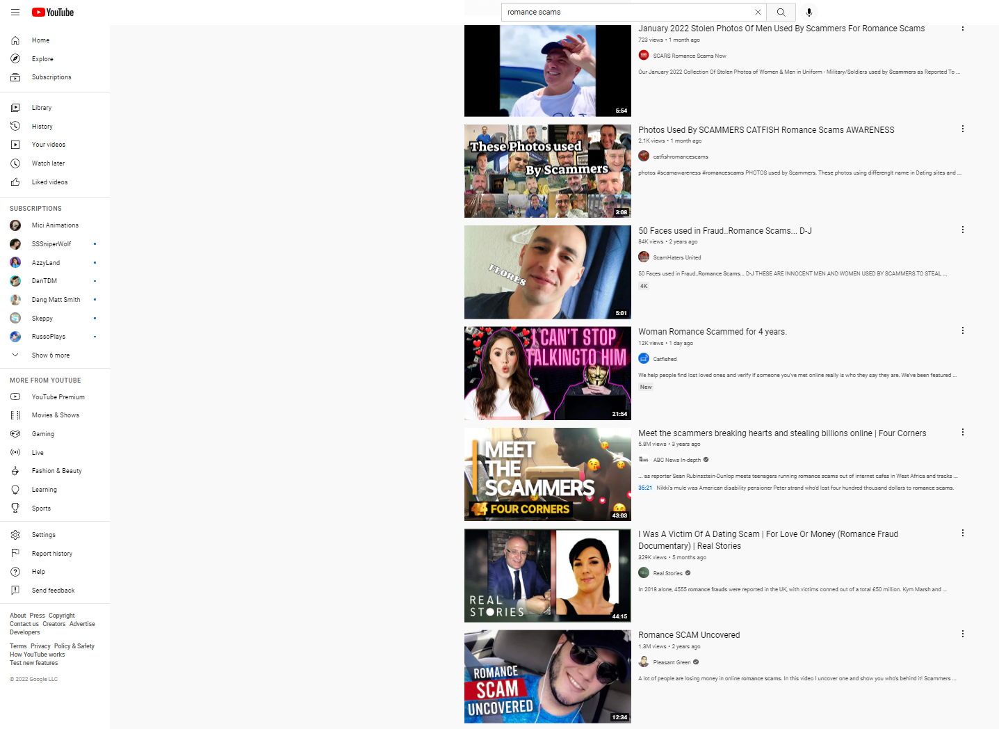 YouTube
romance scams
Home
Explore
Subscriptions
Library
History
Your videos
Watch later
Liked videos
SUBSCRIPTIONS
Mici Animations
SSSniperWolf
AzzyLand
DanTDM
Dang Matt Smith
Skeppy
RussoPlays
Show 6 more
MORE FROM YOUTUBE
YouTube Premium
Movies & Shows
Gaming
Live
Fashion & Beauty
Learning
Sports
Settings
Report history
Help
Send feedback
About Press Copyright
Contact us Creators Advertise
Developers
Terms Privacy Policy & Safety
How YouTube works
Test new features
© 2022 Google LLC
5:54
January 2022 Stolen Photos Of Men Used By Scammers For Romance Scams
723 views • 1 month ago
SCARS Romance Scams Now
Our January 2022 Collection Of Stolen Photos of Women & Men in Uniform - Military/Soldiers used by Scammers as Reported To ...
These Photos used
By Scammers
3:08
Photos Used By SCAMMERS CATFISH Romance Scams AWARENESS
2.1K views • 1 month ago
catfishromancescams
photos #scamawareness #romancescams PHOTOS used by Scammers. These photos using differenglt name in Dating sites and ...
FLORES
5:01
50 Faces used in Fraud..Romance Scams... D-J
84K views • 2 years ago
ScamHaters United
50 Faces used in Fraud..Romance Scams... D-J THESE ARE INNOCENT MEN AND WOMEN USED BY SCAMMERS TO STEAL ...
4K
I CAN'T STOP
TALKINGTO HIM
21:54
Woman Romance Scammed for 4 years.
12K views • 1 day ago
Catfished
We help people find lost loved ones and verify if someone you've met online really is who they say they are. We've been featured ...
New
MEET
THE
SCAMMERS
FOUR CORNERS
43:03
Meet the scammers breaking hearts and stealing billions online | Four Corners
5.8M views • 3 years ago
ABC News In-depth
... as reporter Sean Rubinsztein-Dunlop meets teenagers running romance scams out of internet cafes in West Africa and tracks ...
35:21 Nikki's mule was American disability pensioner Peter strand who'd lost four hundred thousand dollars to romance scams.
REAL
STORIES
44:15
I Was A Victim Of A Dating Scam | For Love Or Money (Romance Fraud
Documentary) | Real Stories
329K views • 5 months ago
Real Stories
In 2018 alone, 4555 romance frauds were reported in the UK, with victims conned out of a total £50 million. Kym Marsh and ...
ROMANCE
SCAM
UNCOVERED
12:34
Romance SCAM Uncovered
1.3M views • 2 years ago
Pleasant Green
A lot of people are losing money in online romance scams. In this video I uncover one and show you who's behind it! Scammers ...